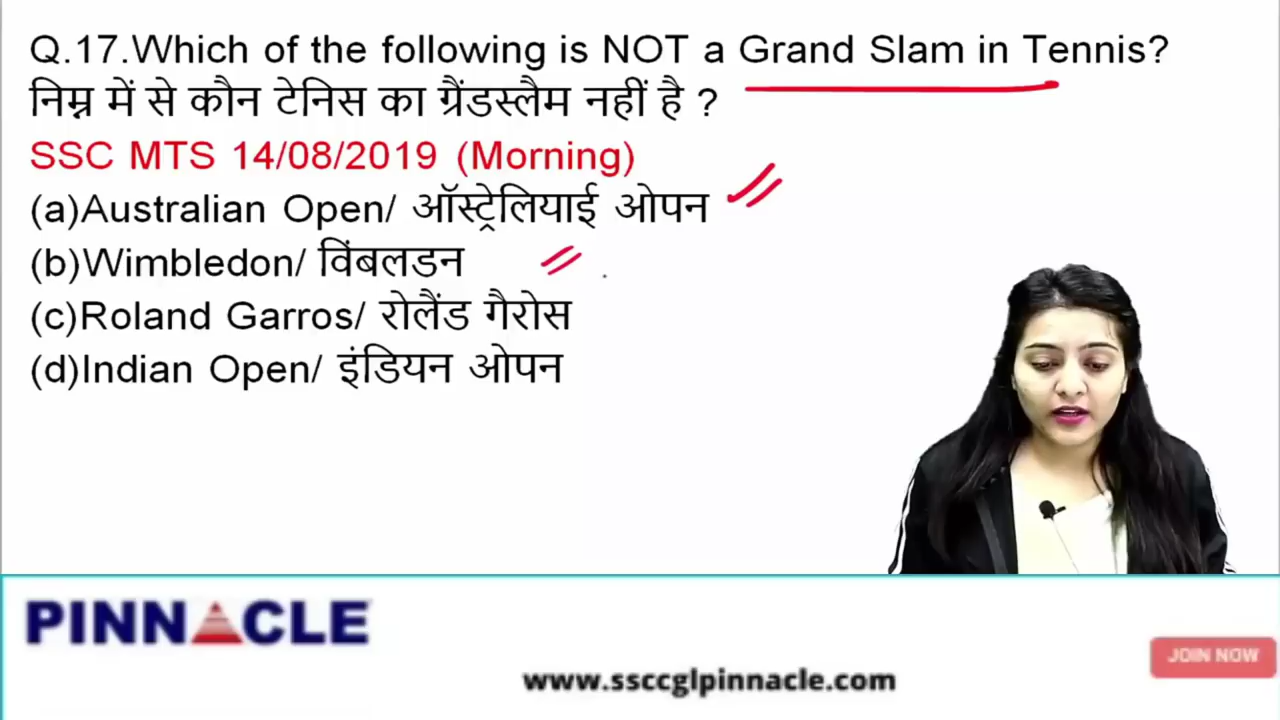 Q.17.Which of the following is NOT a Grand Slam in Tennis?
निम्न में से कौन टेनिस का ग्रैंडस्लैम नहीं है ?
SSC MTS 14/08/2019 (Morning)
(a)Australian Open/ ऑस्ट्रेलियाई ओपन
(b)Wimbledon/ विंबलडन
(c)Roland Garros/ रोलैंड गैरोस
(d)Indian Open/ इंडियन ओपन
PINNACLE
www.ssccglpinnacle.com
JOIN NOW